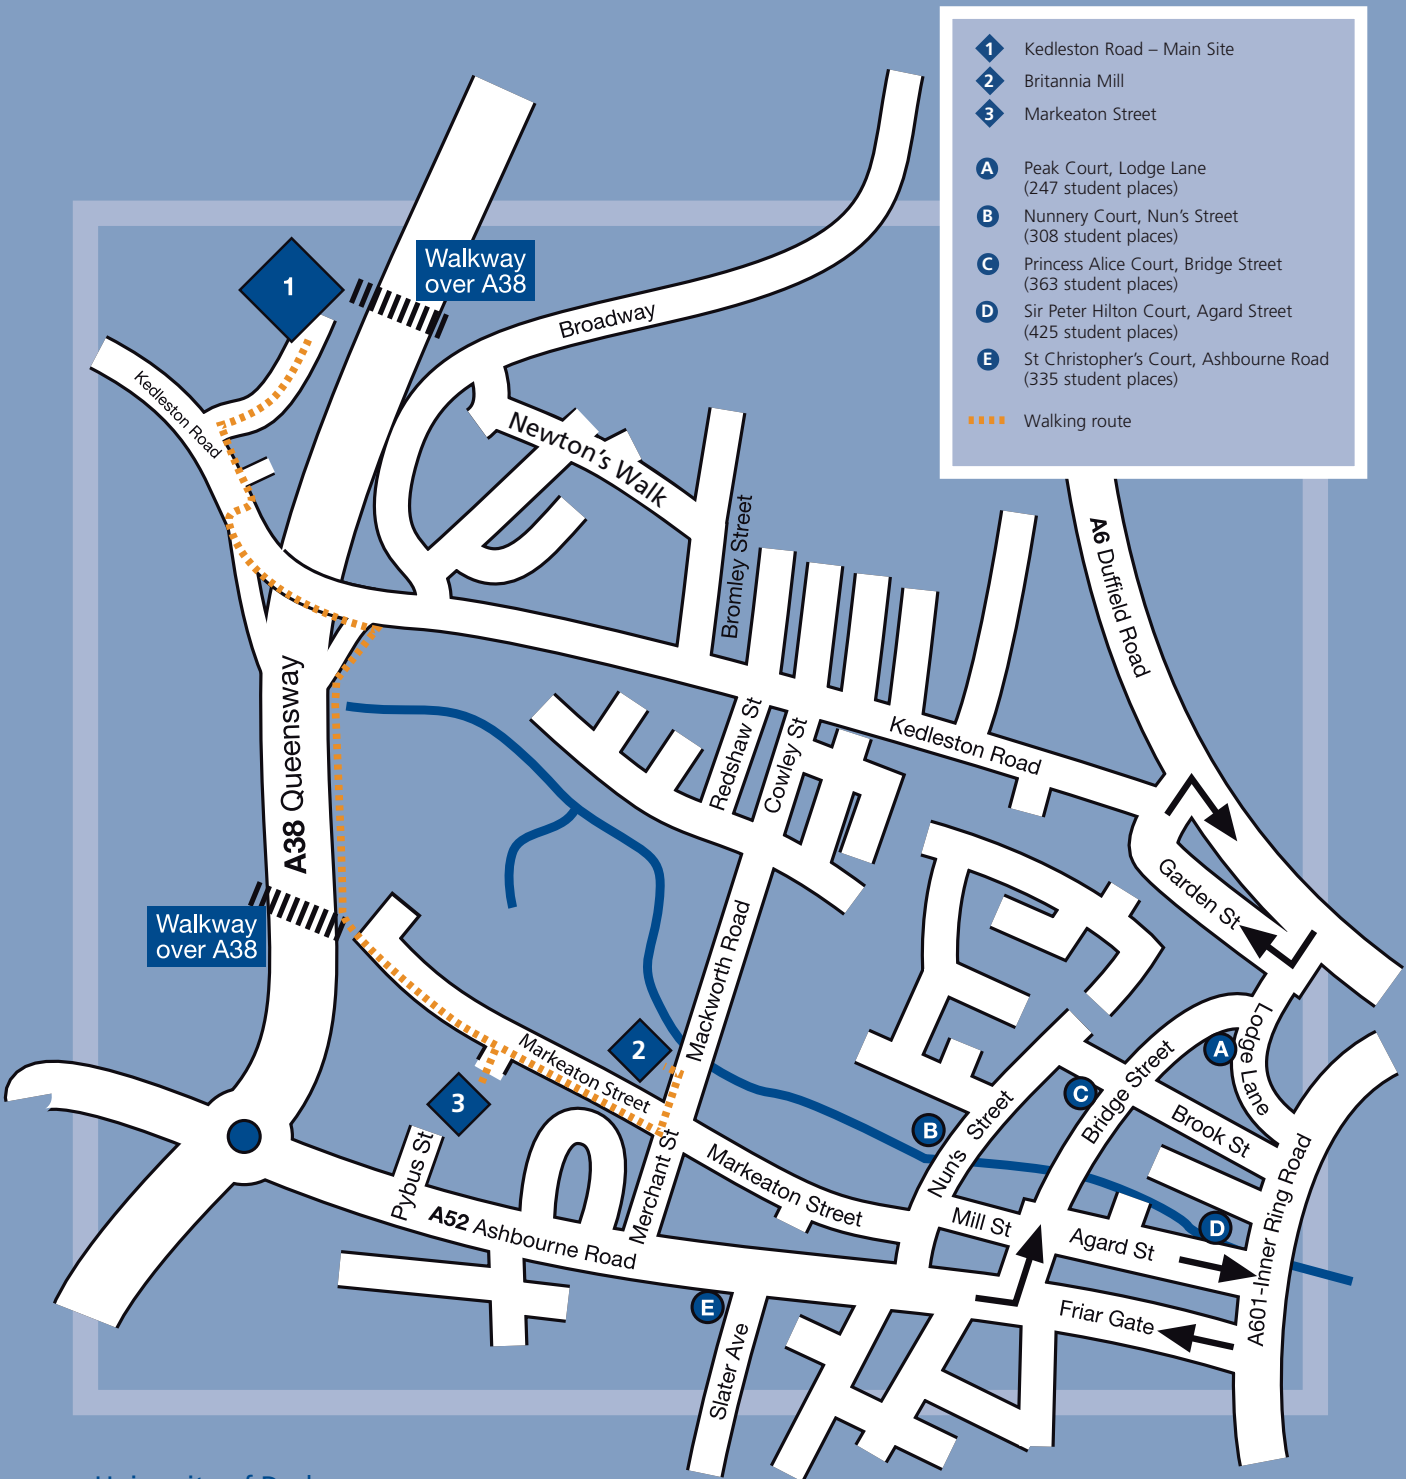 1 Kedleston Road – Main Site
2 Britannia Mill
3 Markeaton Street
A Peak Court, Lodge Lane
(247 student places)
B Nunnery Court, Nun's Street
(308 student places)
C Princess Alice Court, Bridge Street
(363 student places)
D Sir Peter Hilton Court, Agard Street
(425 student places)
E St Christopher's Court, Ashbourne Road
(335 student places)
Walking route
Walkway
over A38
1
Broadway
Kedleston Road
Newton's Walk
Bromley Street
A6 Duffield Road
A38 Queensway
Redshaw St
Cowley St
Kedleston Road
Garden St
Walkway
over A38
Mackworth Road
Lodge Lane
A
2
Markeaton Street
3
C
Bridge Street
Brook St
B
Nun's Street
Pybus St
Merchant St
Markeaton Street
A52 Ashbourne Road
Mill St
Agard St
D
A601-Inner Ring Road
E
Friar Gate
Slater Ave